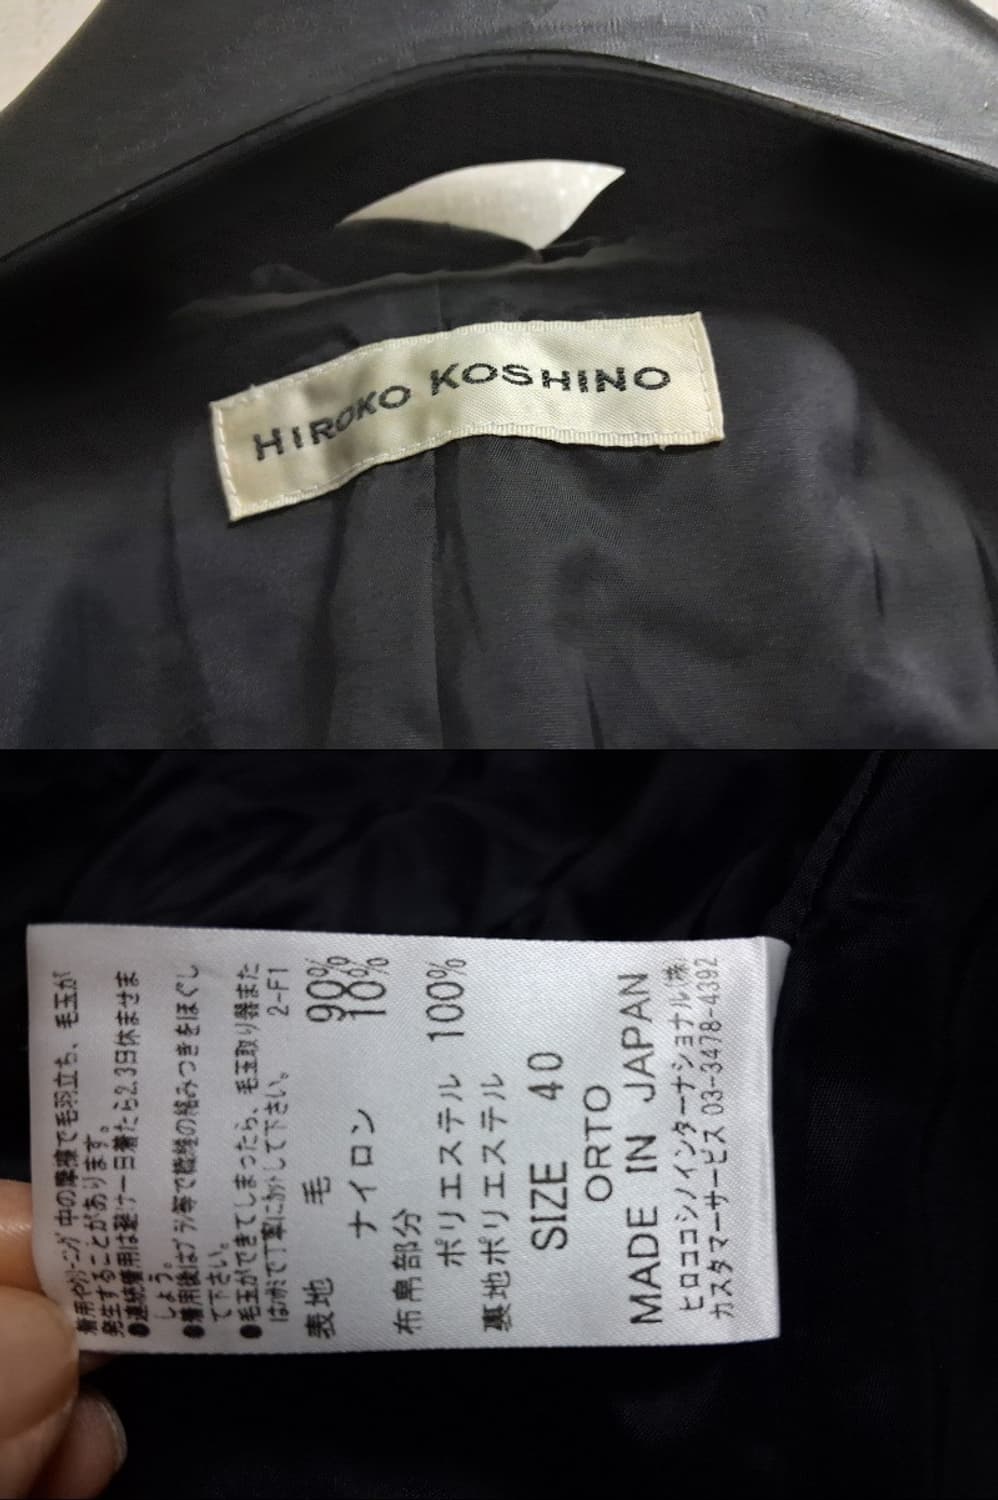 HIROKO KOSHINO
着用やクリーニング中の摩擦で毛羽立ち、毛玉が
発生することがあります。
●連続着用は避け一日着たら2,3日休ませま
しょう。
●着用後はブラシ等で繊維の絡みつきをほぐし
て下さい。
●毛玉ができてしまったら、毛玉取り器また
はハサミで丁寧にカットして下さい。 2-F1
表地 毛 90%
ナイロン 10%
布帛部分
ポリエステル 100%
裏地ポリエステル
SIZE 40
ORTO
MADE IN JAPAN
ヒロココシノインターナショナル(株)
カスタマーサービス 03-3478-4392